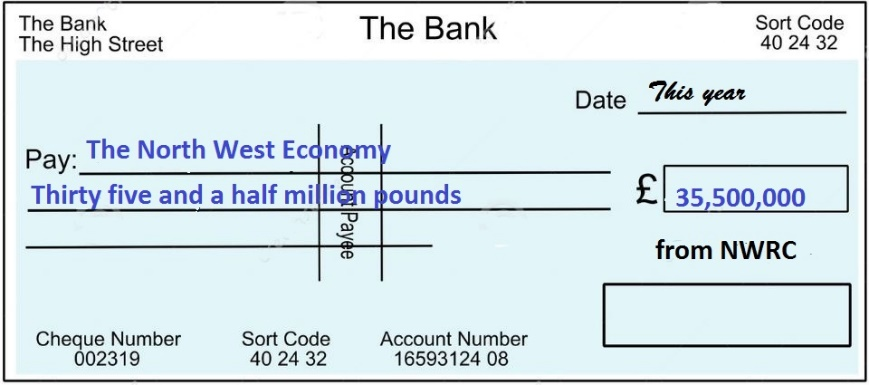 The Bank
The High Street
The Bank
Sort Code
40 24 32
Date This year
Pay: The North West Economy
Thirty five and a half million pounds
£ 35,500,000
Account Payee
from NWRC
Cheque Number
002319
Sort Code
40 24 32
Account Number
16593124 08